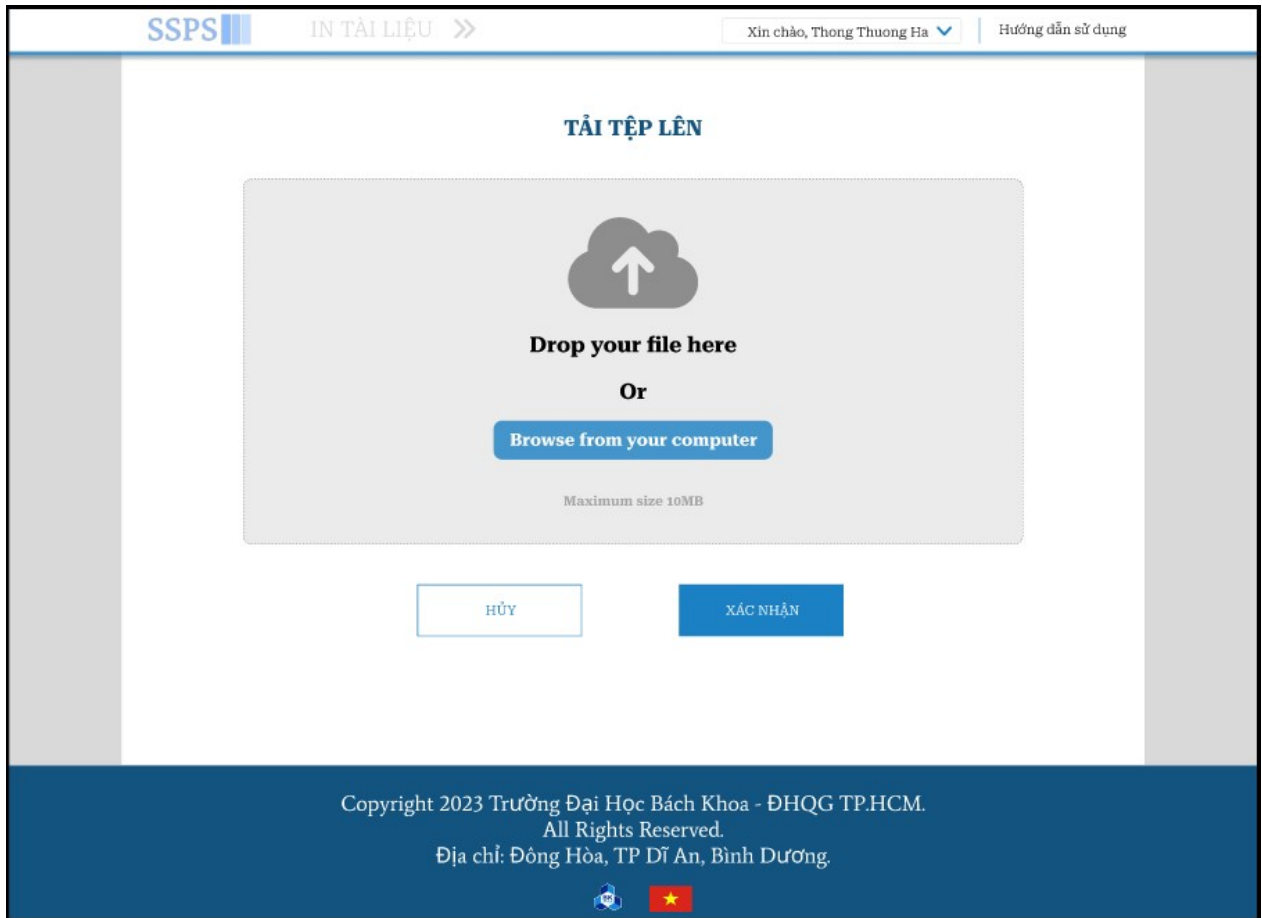 SSPS
IN TÀI LIỆU
Xin chào, Thong Thuong Ha
Hướng dẫn sử dụng
TẢI TỆP LÊN
Drop your file here
Or
Browse from your computer
Maximum size 10MB
HỦY
XÁC NHẬN
Copyright 2023 Trường Đại Học Bách Khoa - ĐHQG TP.HCM.
All Rights Reserved.
Địa chỉ: Đông Hòa, TP Dĩ An, Bình Dương.
BK